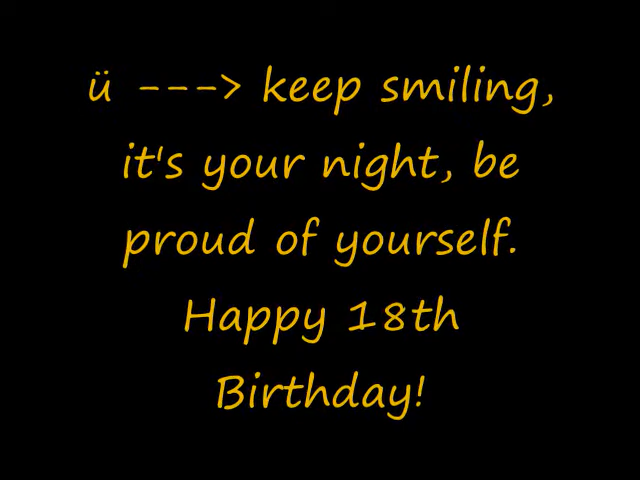 ü ---> keep smiling,
it's your night, be
proud of yourself.
Happy 18th
Birthday!